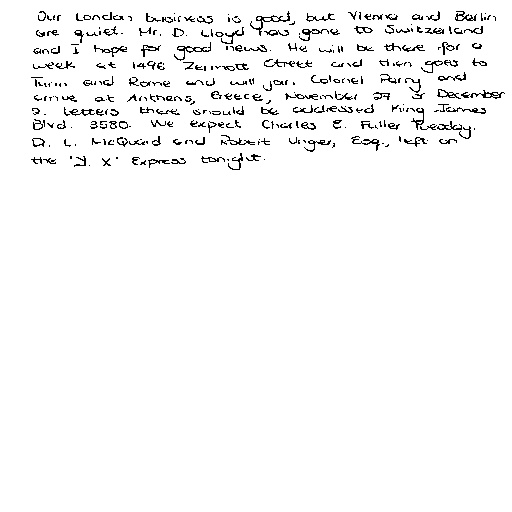 Our London business is good, but Vienna and Berlin
are quiet. Mr. D. Lloyd has gone to Switzerland
and I hope for good news. He will be there for a
week at 1496 Zermott Street and then goes to
Turin and Rome and will join Colonel Parry and
arrive at Anthens, Greece, November 27 or December
2. Letters there should be addressed King James
Blvd. 3580. We expect Charles E. Fuller Tuesday.
D. L. McQuard and Robert Unger, Esq., left on
the "Y. X" Express tonight.